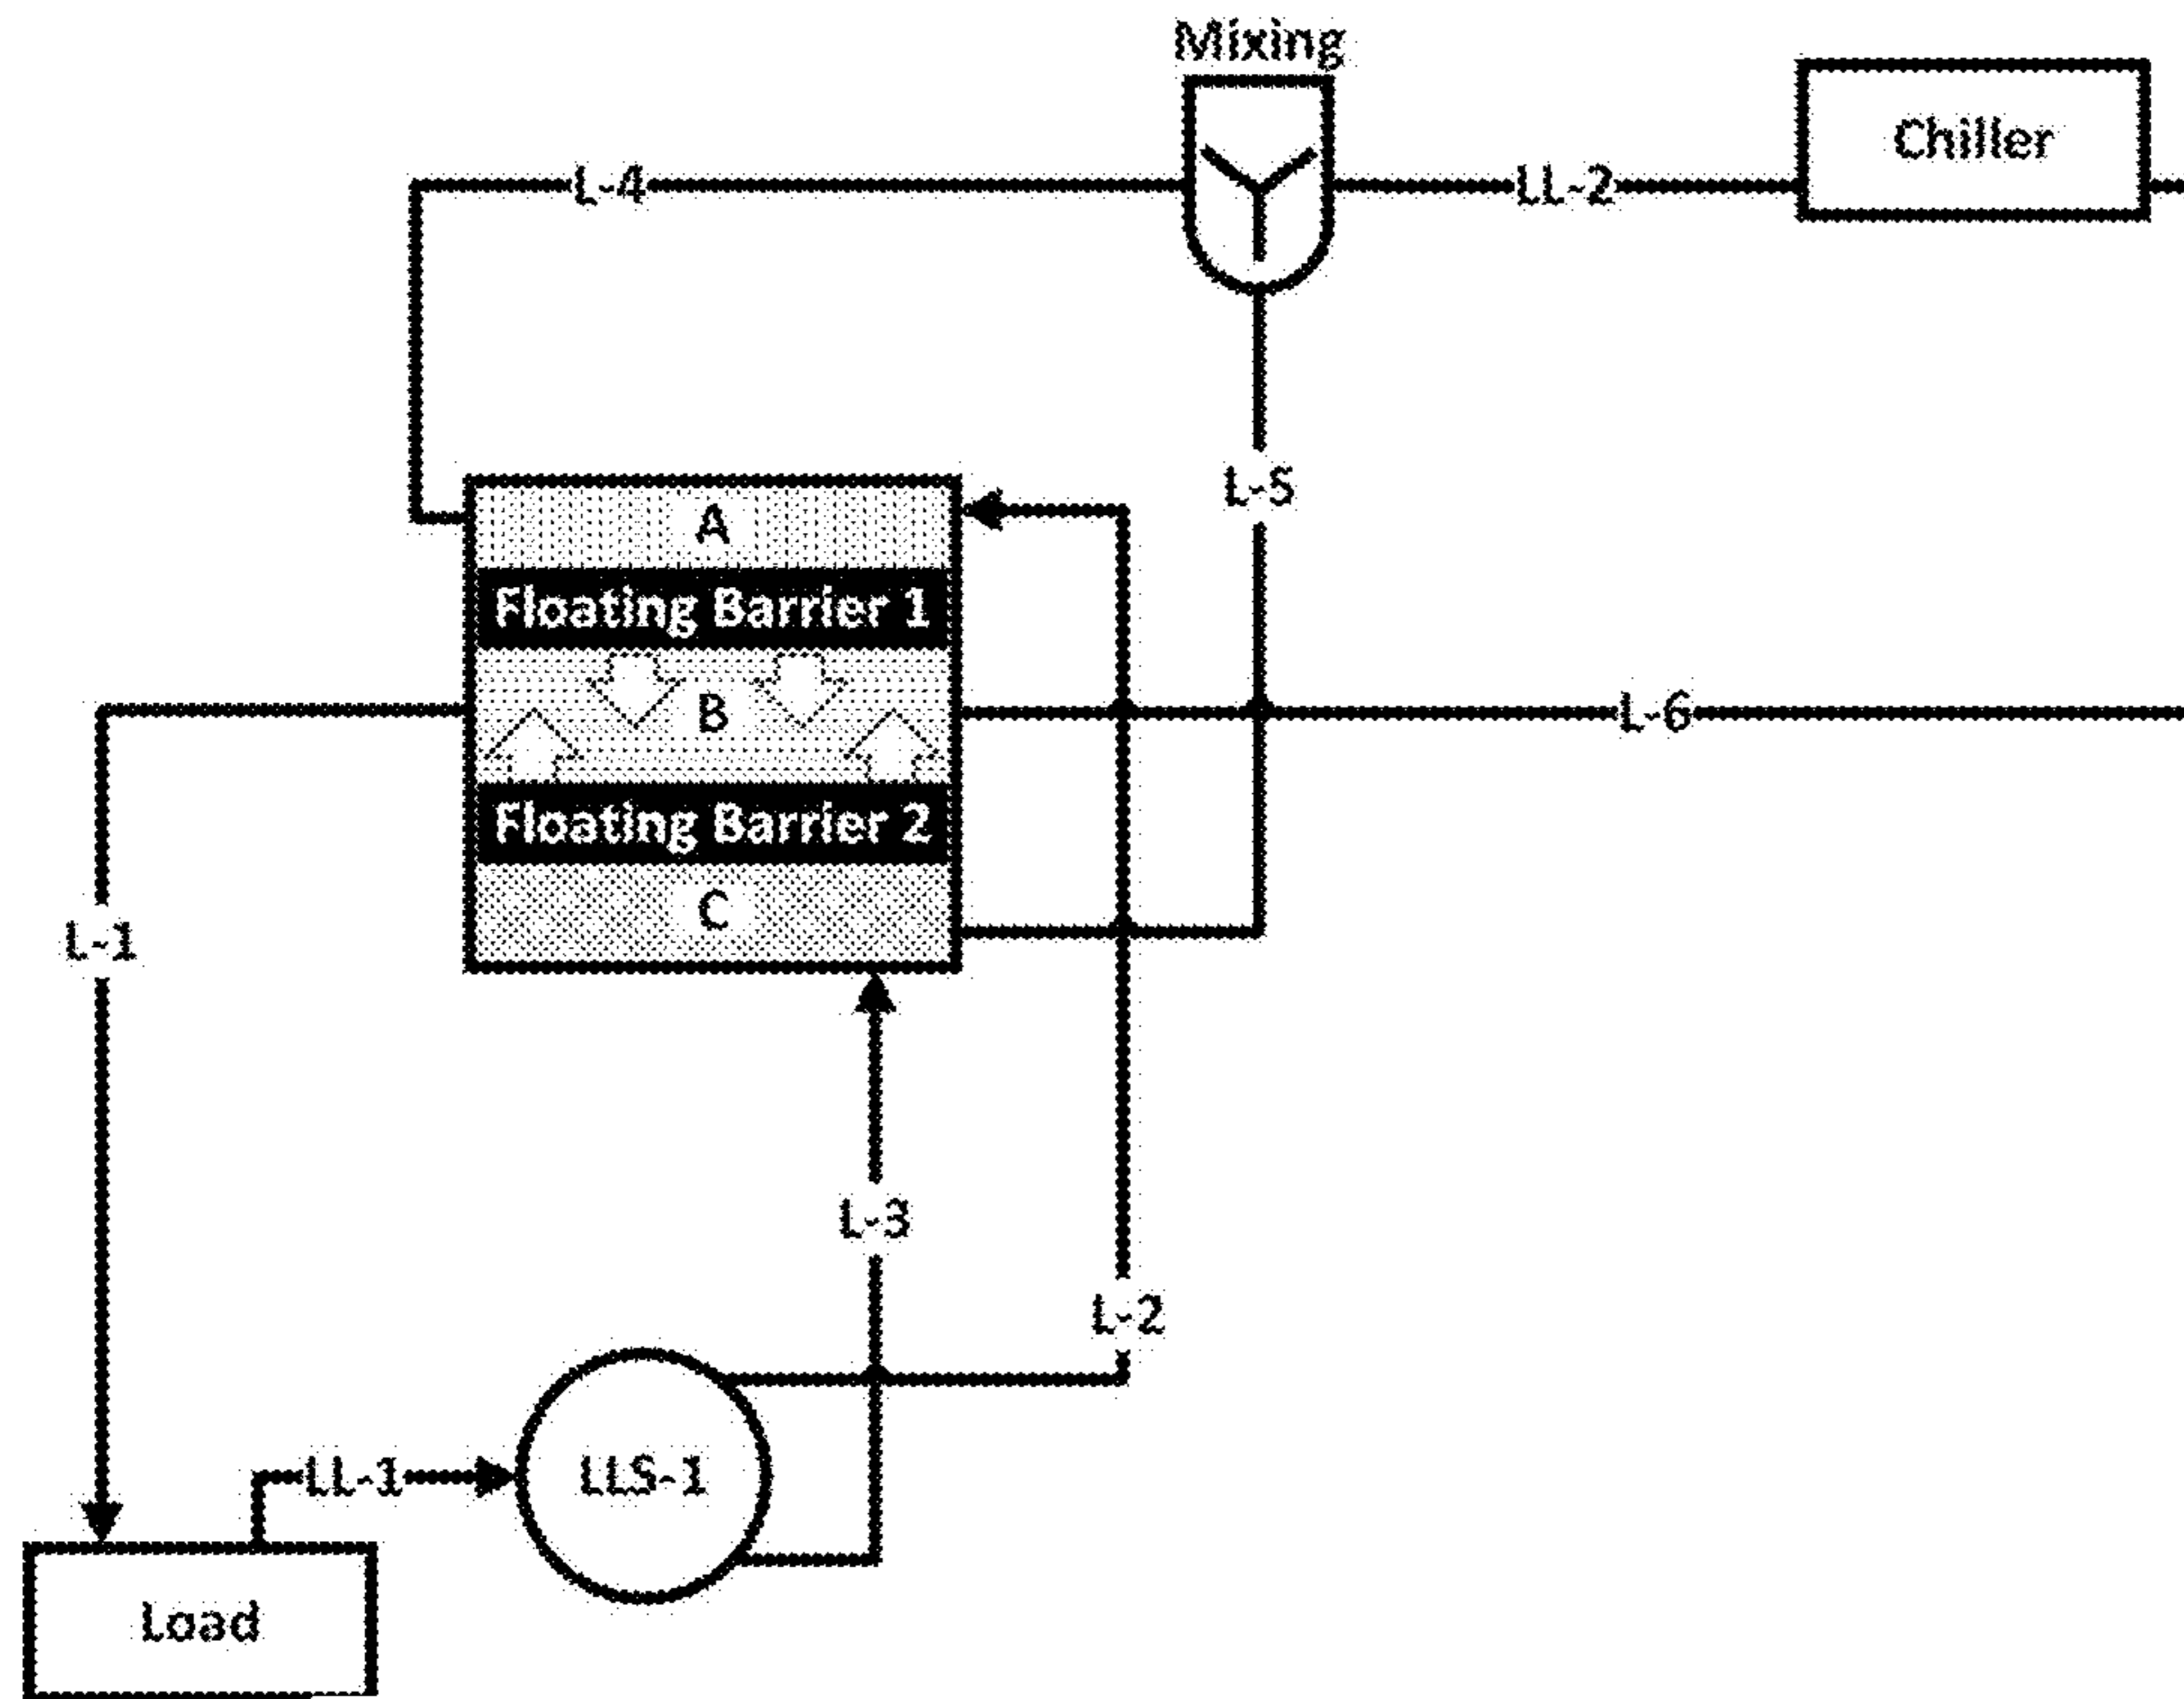 Mixing
Chiller
L-4
LL-2
L-5
A
Floating Barrier 1
B
L-6
Floating Barrier 2
C
L-1
L-3
L-2
LL-1
LLS-1
Load